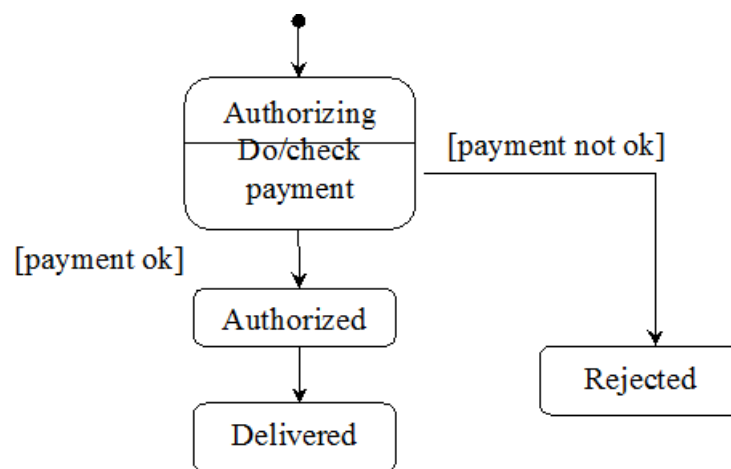 Authorizing
Do/check
payment
[payment not ok]
[payment ok]
Authorized
Rejected
Delivered